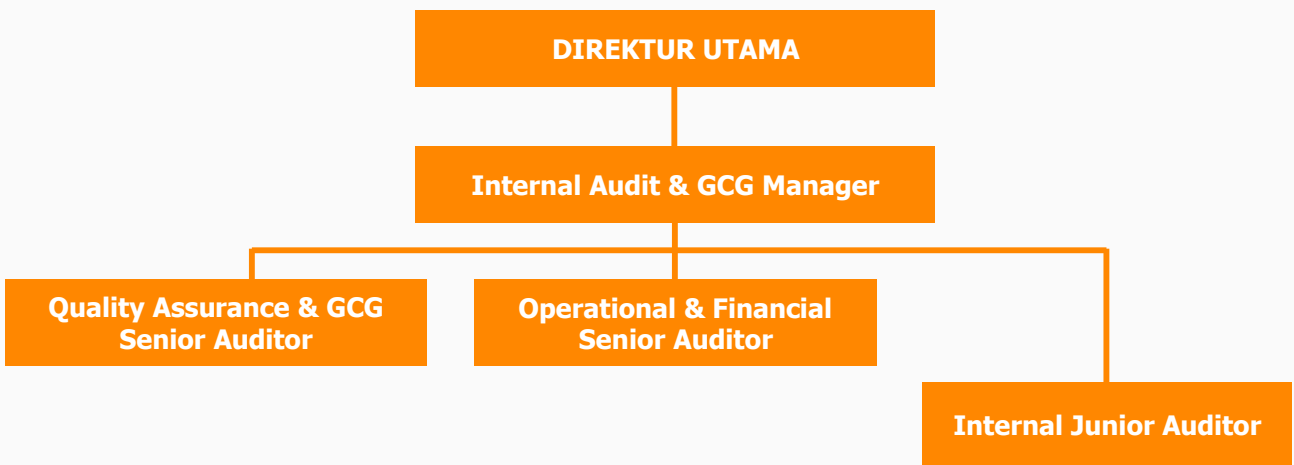 DIREKTUR UTAMA
Internal Audit & GCG Manager
Quality Assurance & GCG
Senior Auditor
Operational & Financial
Senior Auditor
Internal Junior Auditor